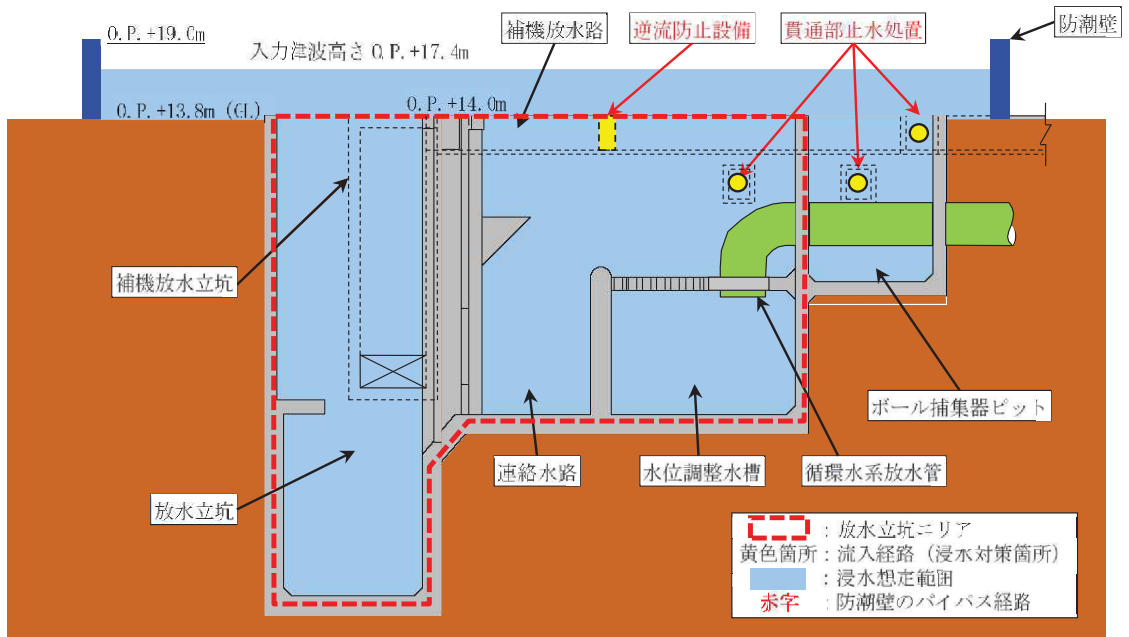 O.P.+19.0m
入力津波高さ O.P.+17.4m
補機放水路
逆流防止設備
貫通部止水処置
防潮壁
O.P.+13.8m (GL)
O.P.+14.0m
補機放水立坑
放水立坑
連絡水路
水位調整水槽
循環水系放水管
ボール捕集器ピット
：放水立坑エリア
黄色箇所：流入経路（浸水対策箇所）
：浸水想定範囲
赤字：防潮壁のバイパス経路